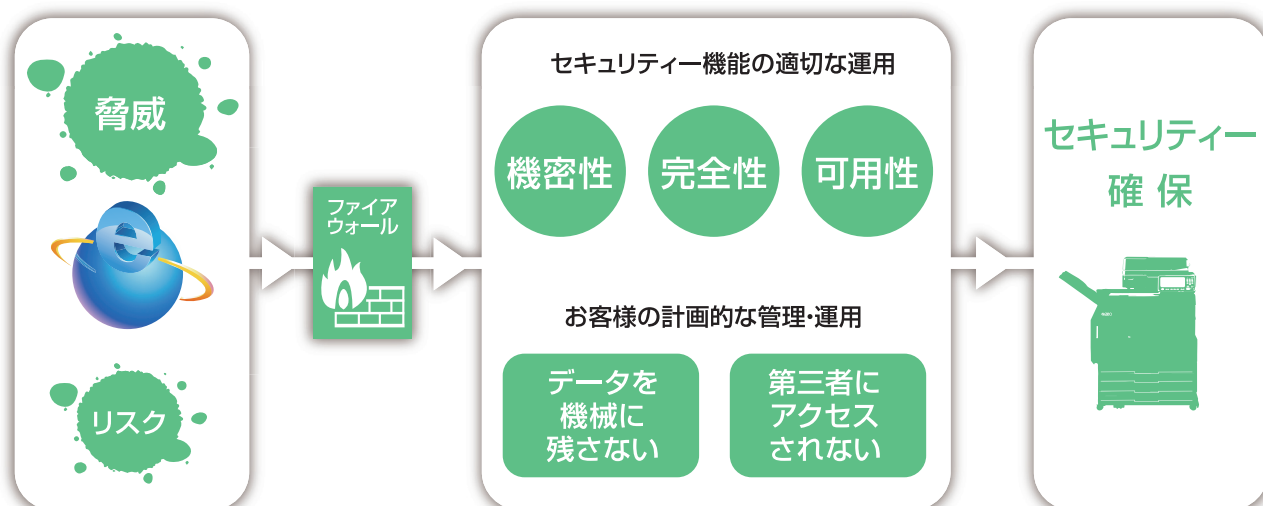 脅威
e
リスク
ファイア
ウォール
セキュリティー機能の適切な運用
機密性
完全性
可用性
お客様の計画的な管理・運用
データを
機械に
残さない
第三者に
アクセス
されない
セキュリティー
確 保